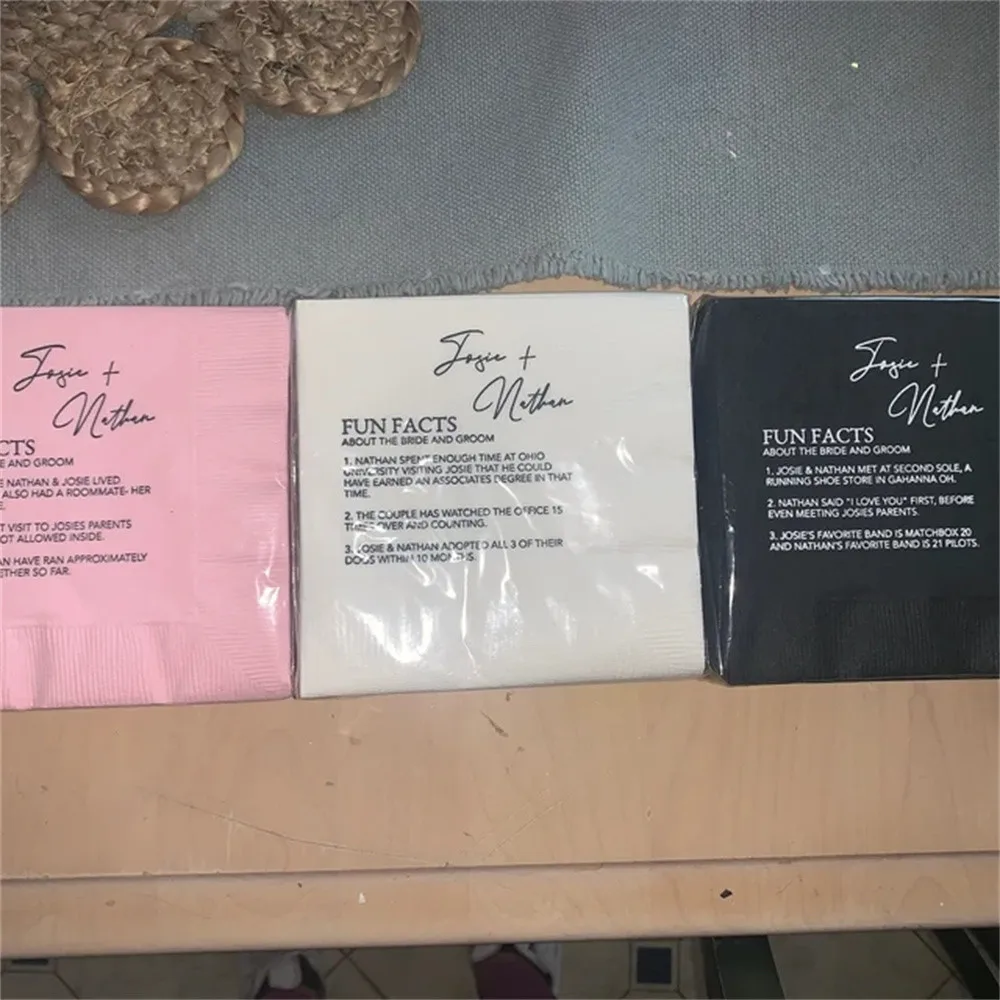 Josie +
Nathan
CTS
E AND GROOM
E NATHAN & JOSIE LIVED
ALSO HAD A ROOMMATE- HER
E.
T VISIT TO JOSIES PARENTS
OT ALLOWED INSIDE.
AN HAVE RAN APPROXIMATELY
ETHER SO FAR.
Josie +
Nathan
FUN FACTS
ABOUT THE BRIDE AND GROOM
1. NATHAN SPENT ENOUGH TIME AT OHIO
UNIVERSITY VISITING JOSIE THAT HE COULD
HAVE EARNED AN ASSOCIATES DEGREE IN THAT
TIME.
2. THE COUPLE HAS WATCHED THE OFFICE 15
TIMES OVER AND COUNTING.
3. JOSIE & NATHAN ADOPTED ALL 3 OF THEIR
DOGS WITHIN 10 MONTHS.
Josie +
Nathan
FUN FACTS
ABOUT THE BRIDE AND GROOM
1. JOSIE & NATHAN MET AT SECOND SOLE, A
RUNNING SHOE STORE IN GAHANNA OH.
2. NATHAN SAID "I LOVE YOU" FIRST, BEFORE
EVEN MEETING JOSIES PARENTS.
3. JOSIE'S FAVORITE BAND IS MATCHBOX 20
AND NATHAN'S FAVORITE BAND IS 21 PILOTS.